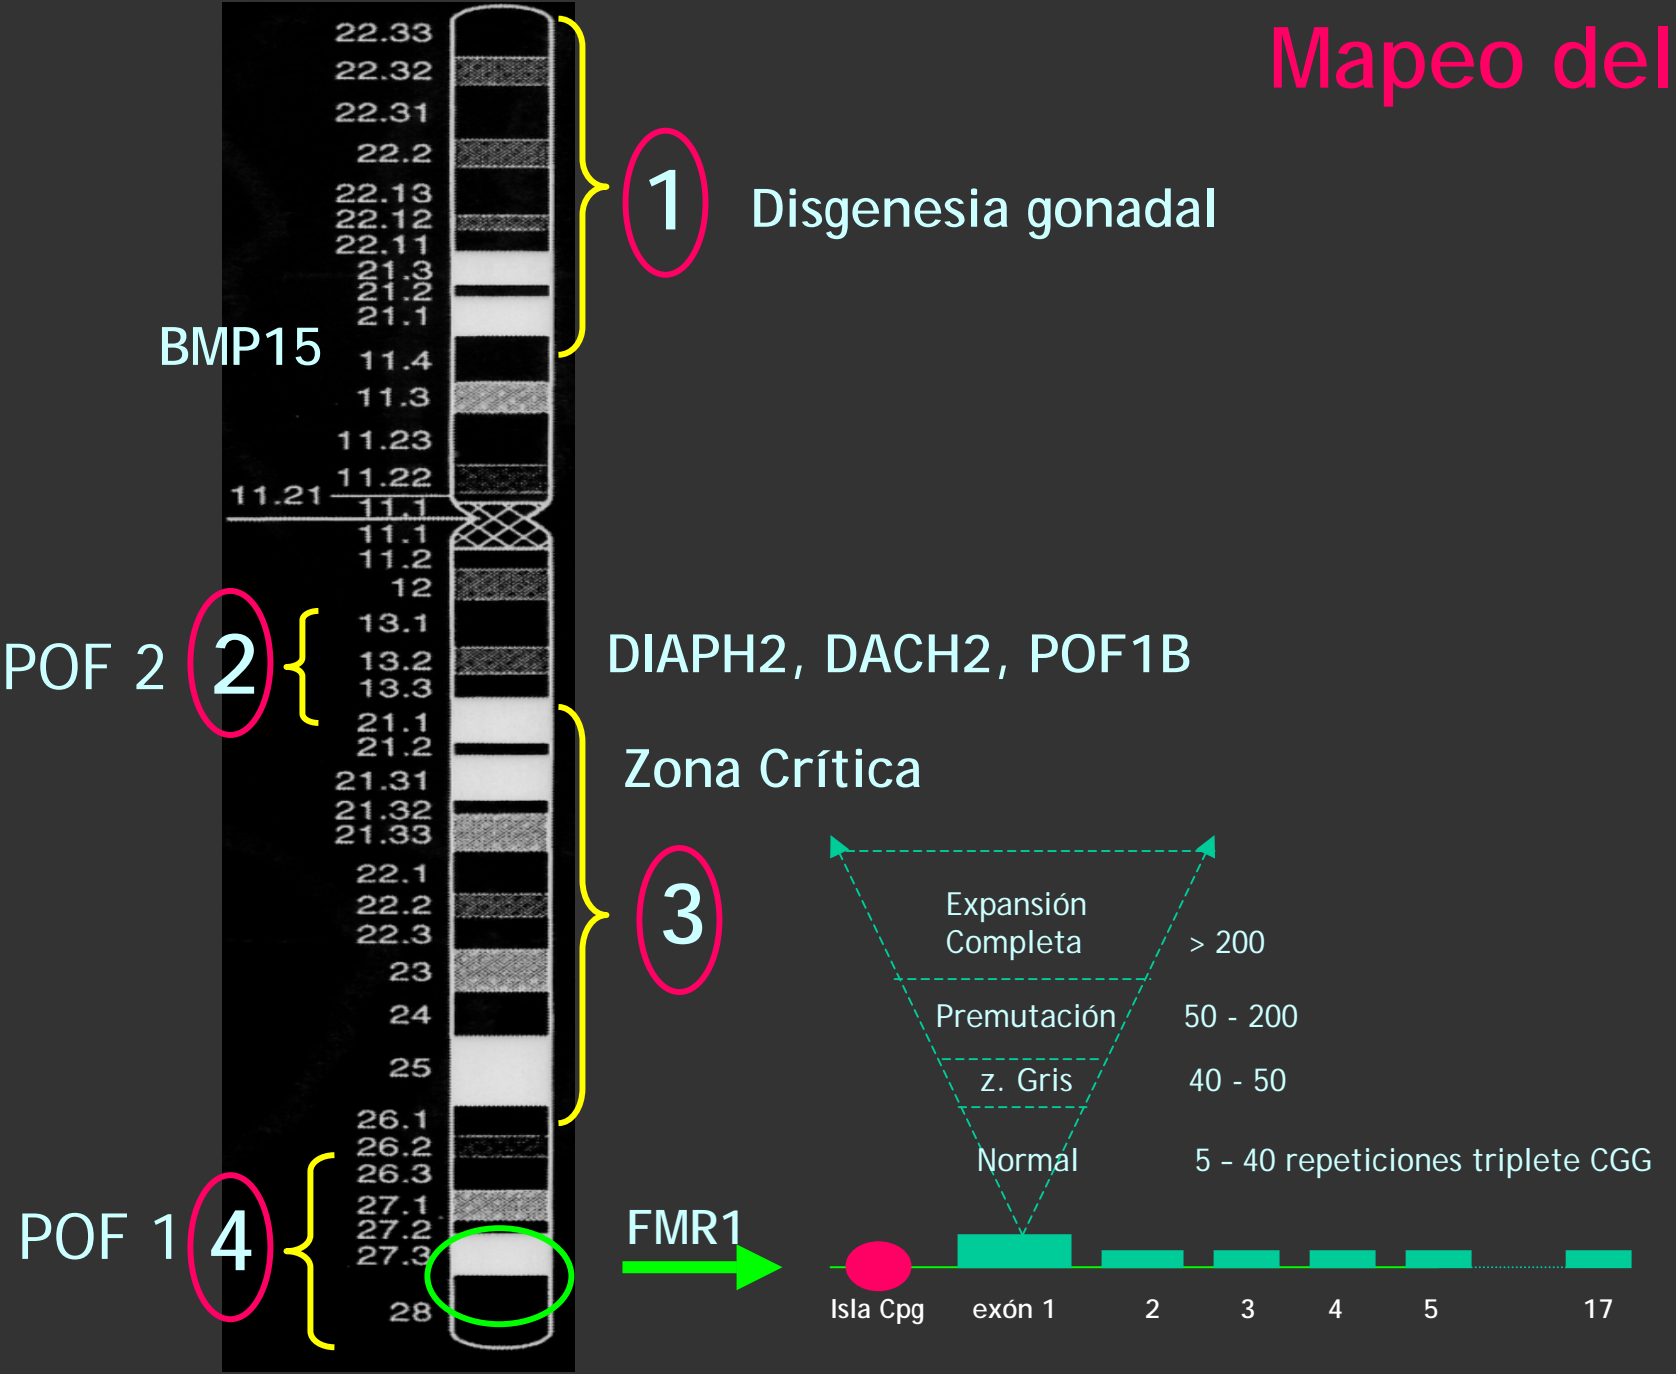 Mapeo del
22.33
22.32
22.31
22.2
22.13
22.12
22.11
21.3
21.2
21.1
11.4
11.3
11.23
11.22
11.21
11.1
11.1
11.2
12
13.1
13.2
13.3
21.1
21.2
21.31
21.32
21.33
22.1
22.2
22.3
23
24
25
26.1
26.2
26.3
27.1
27.2
27.3
28
1 Disgenesia gonadal
BMP15
POF 2 2
DIAPH2, DACH2, POF1B
Zona Crítica
3
Expansión
Completa > 200
Premutación 50 - 200
z. Gris 40 - 50
Normal 5 - 40 repeticiones triplete CGG
POF 1 4
FMR1
Isla Cpg exón 1 2 3 4 5 17